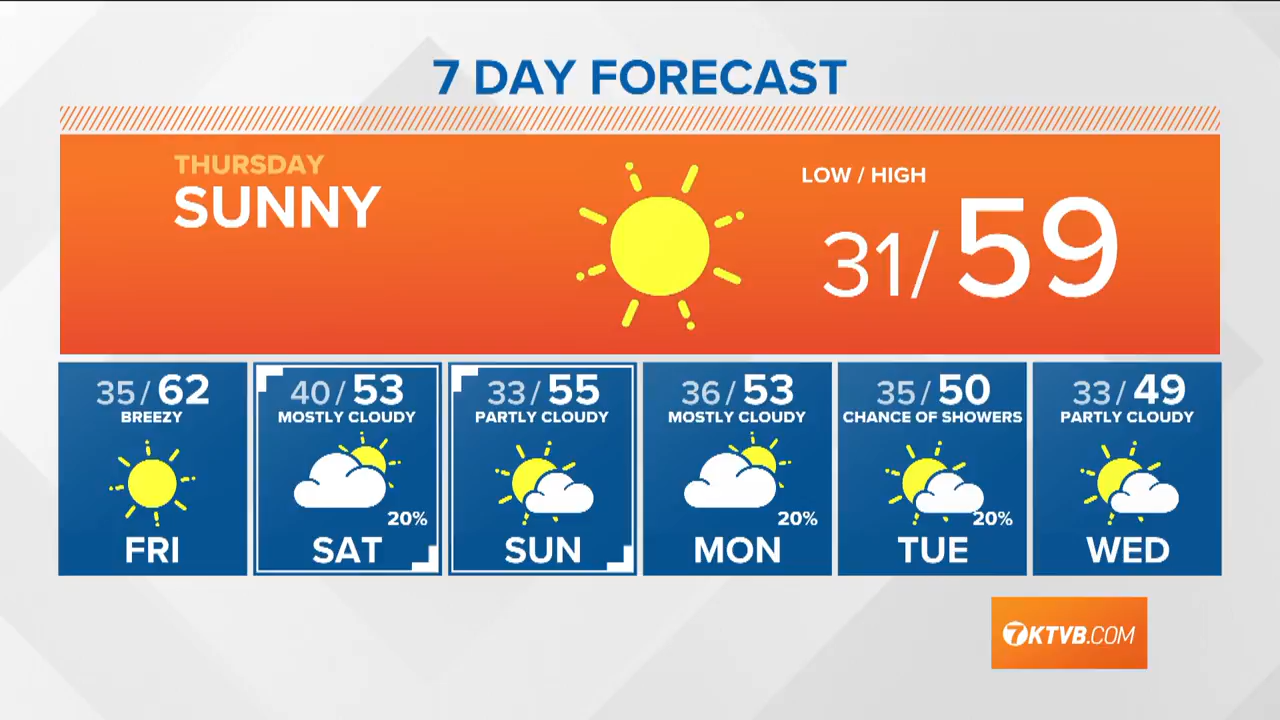 7 DAY FORECAST
THURSDAY
SUNNY
LOW / HIGH
31/59
35/62
BREEZY
FRI
40/53
MOSTLY CLOUDY
20%
SAT
33/55
PARTLY CLOUDY
SUN
36/53
MOSTLY CLOUDY
20%
MON
35/50
CHANCE OF SHOWERS
20%
TUE
33/49
PARTLY CLOUDY
WED
7KTVB.COM